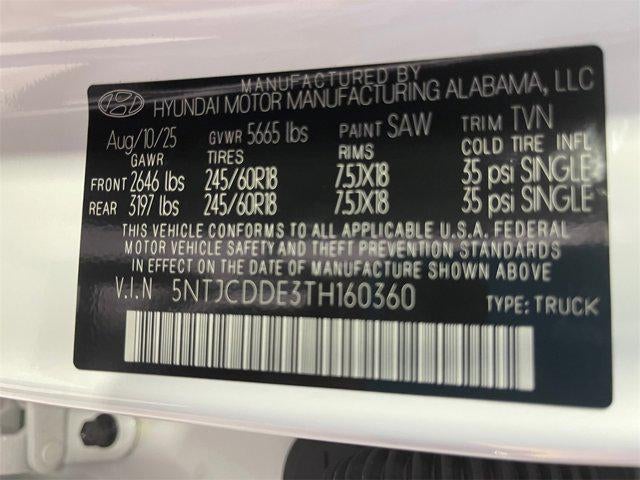 MANUFACTURED BY
HYUNDAI MOTOR MANUFACTURING ALABAMA, LLC
Aug/10/25 GVWR 5665 lbs PAINT SAW TRIM TVN
GAWR TIRES RIMS COLD TIRE INFL
FRONT 2646 lbs 245/60R18 7.5JX18 35 psi SINGLE
REAR 3197 lbs 245/60R18 7.5JX18 35 psi SINGLE
THIS VEHICLE CONFORMS TO ALL APPLICABLE U.S.A. FEDERAL
MOTOR VEHICLE SAFETY AND THEFT PREVENTION STANDARDS
IN EFFECT ON THE DATE OF MANUFACTURE SHOWN ABOVE
V.I.N 5NTJCDDE3TH160360 TYPE: TRUCK